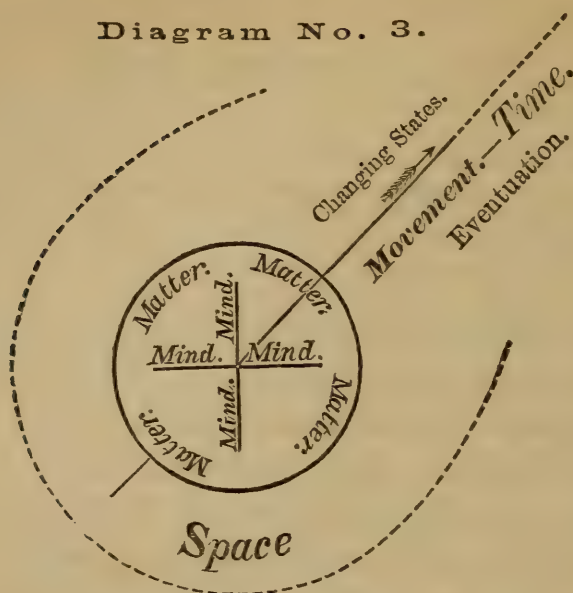 Diagram No. 3.
Changing States.
Movement.—Time.
Eventuation.
Matter.
Matter.
Mind.
Mind.
Mind.
Mind.
Matter.
Matter.
Space